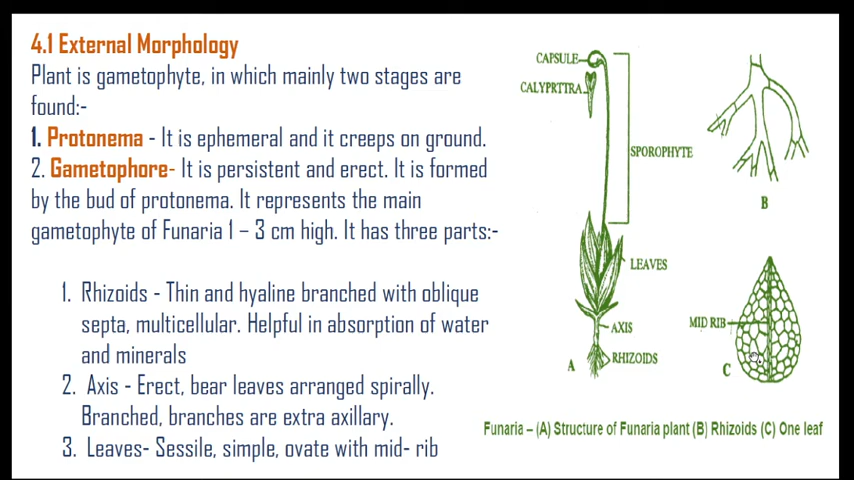 4.1 External Morphology
Plant is gametophyte, in which mainly two stages are
found:-
1. Protonema - It is ephemeral and it creeps on ground.
2. Gametophore- It is persistent and erect. It is formed
by the bud of protonema. It represents the main
gametophyte of Funaria 1 – 3 cm high. It has three parts:-
1. Rhizoids - Thin and hyaline branched with oblique
septa, multicellular. Helpful in absorption of water
and minerals
2. Axis - Erect, bear leaves arranged spirally.
Branched, branches are extra axillary.
3. Leaves- Sessile, simple, ovate with mid- rib
CAPSULE
CALYPRTTRA
SPOROPHYTE
LEAVES
AXIS
RHIZOIDS
A
B
MID RIB
C
Funaria – (A) Structure of Funaria plant (B) Rhizoids (C) One leaf